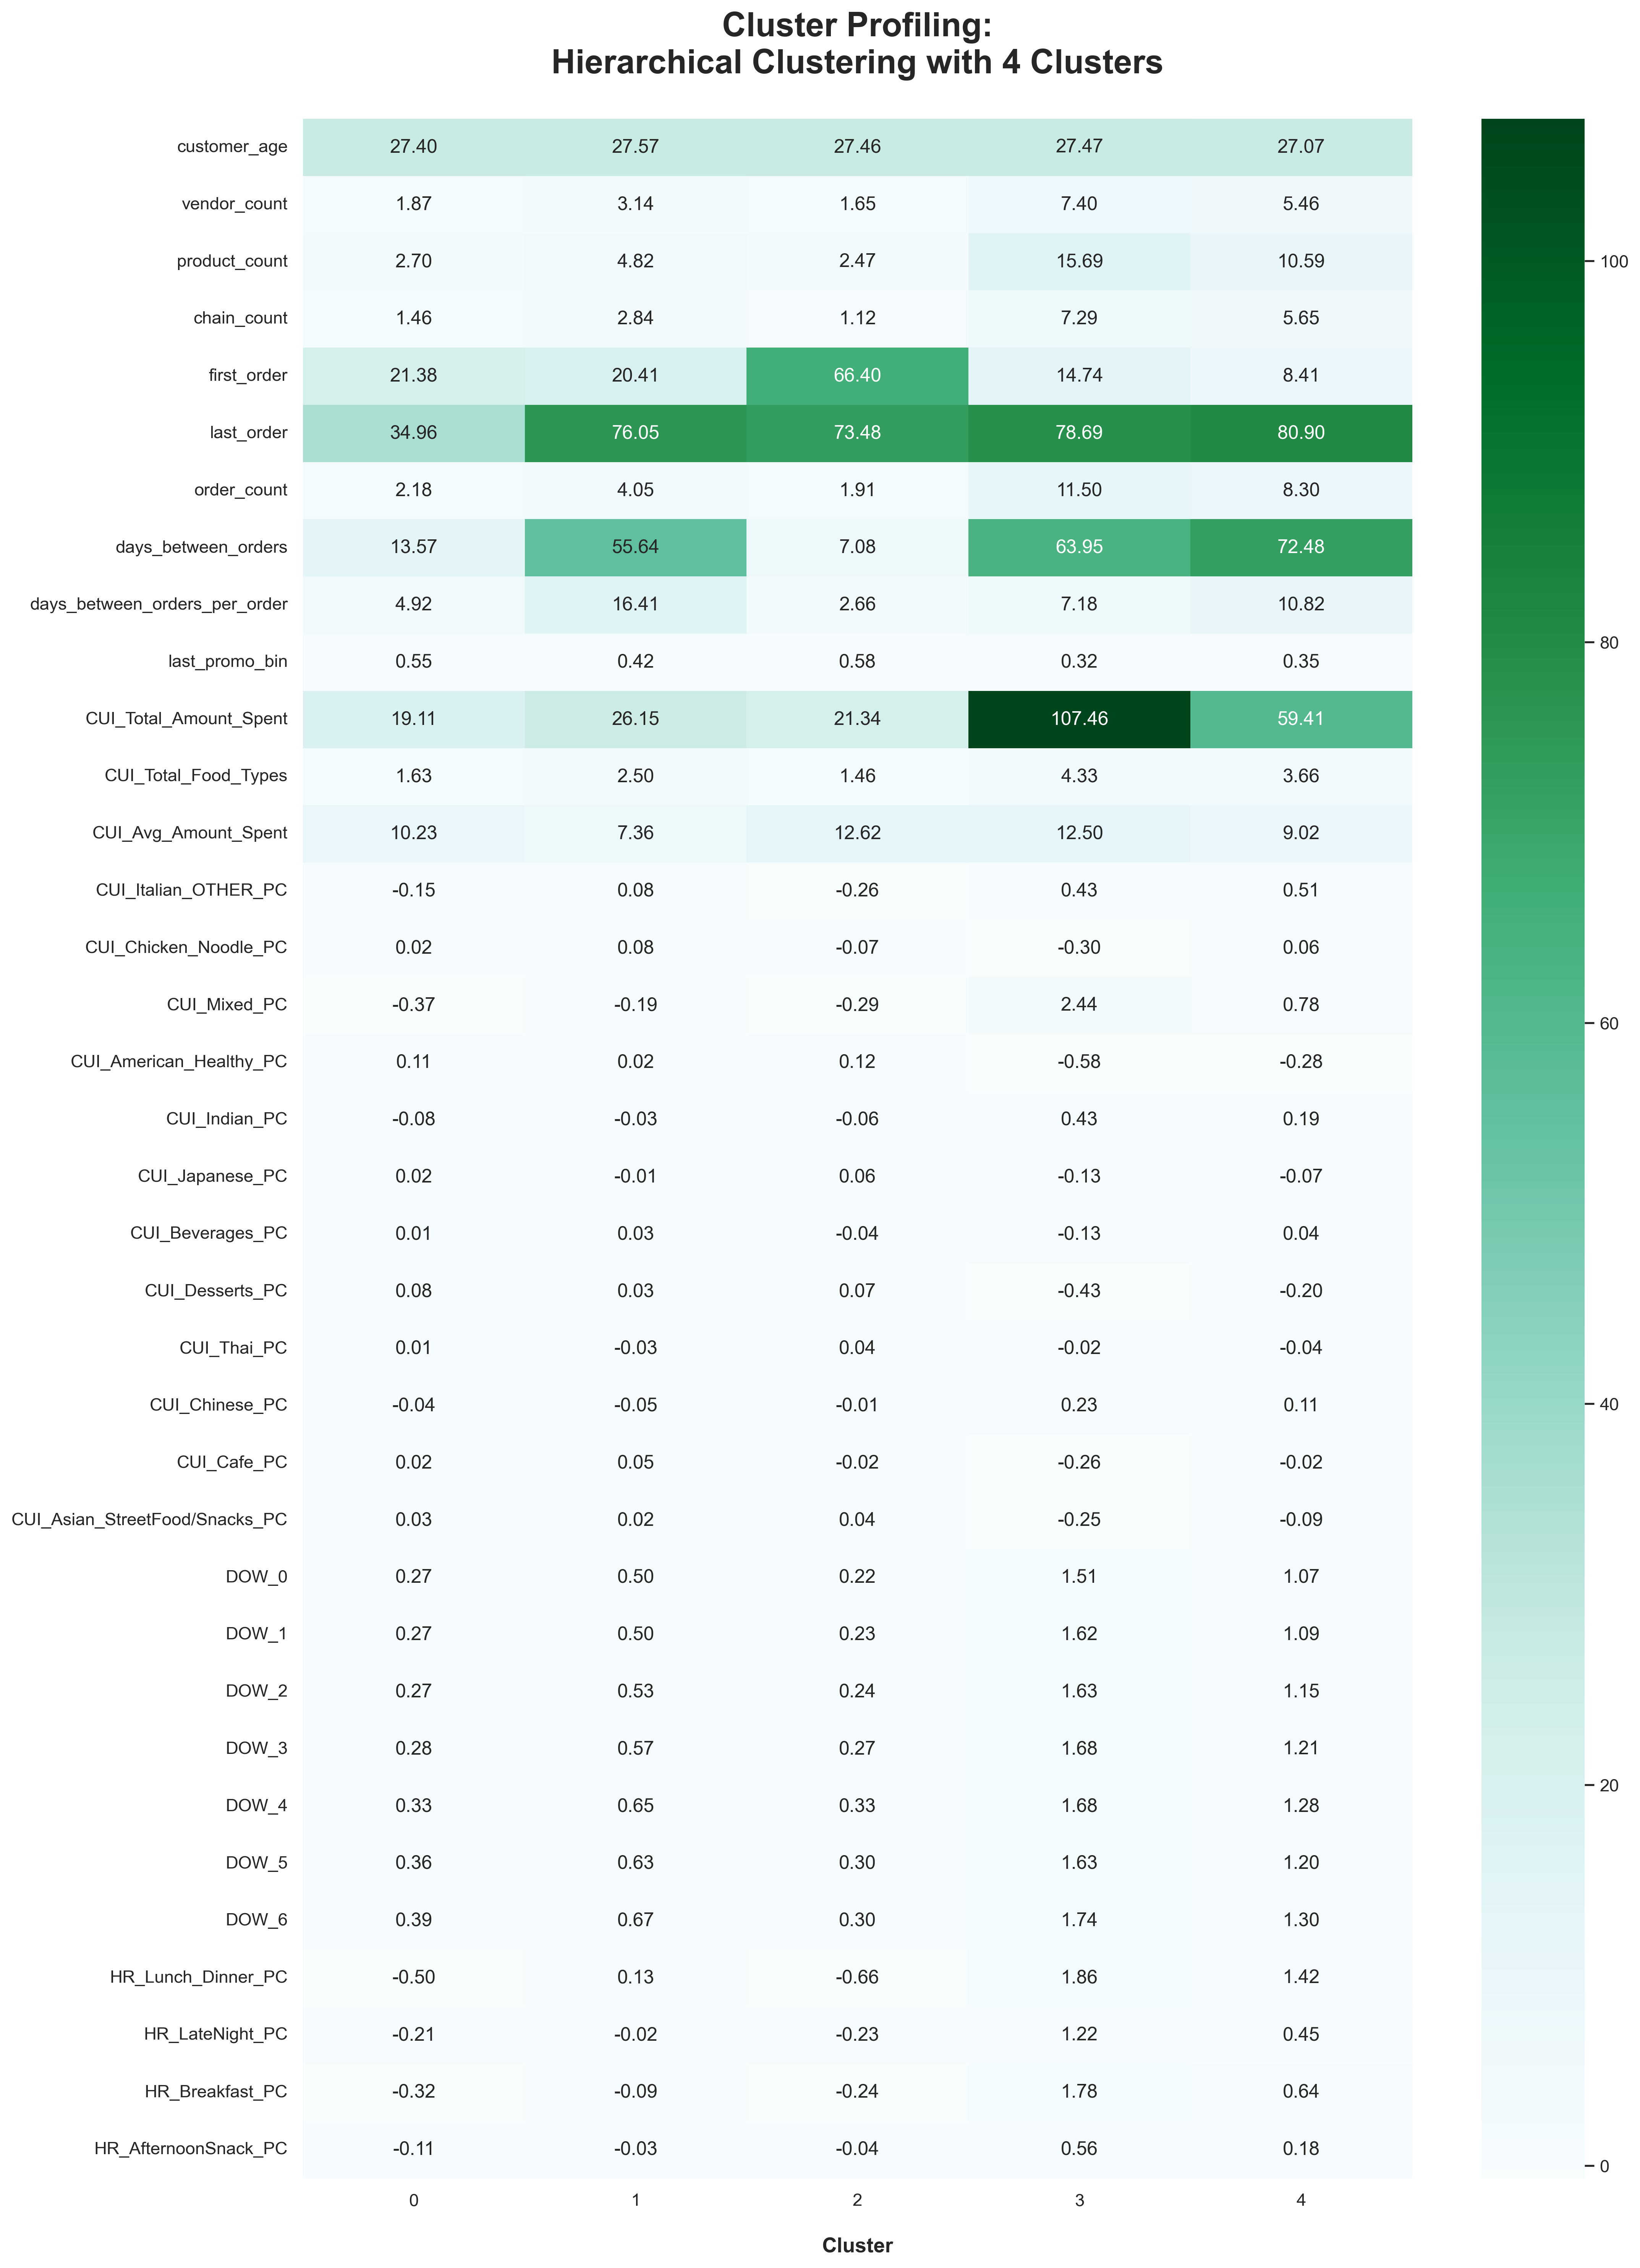 Cluster Profiling:
Hierarchical Clustering with 4 Clusters
customer_age 27.40 27.57 27.46 27.47 27.07
vendor_count 1.87 3.14 1.65 7.40 5.46
product_count 2.70 4.82 2.47 15.69 10.59
chain_count 1.46 2.84 1.12 7.29 5.65
first_order 21.38 20.41 66.40 14.74 8.41
last_order 34.96 76.05 73.48 78.69 80.90
order_count 2.18 4.05 1.91 11.50 8.30
days_between_orders 13.57 55.64 7.08 63.95 72.48
days_between_orders_per_order 4.92 16.41 2.66 7.18 10.82
last_promo_bin 0.55 0.42 0.58 0.32 0.35
CUI_Total_Amount_Spent 19.11 26.15 21.34 107.46 59.41
CUI_Total_Food_Types 1.63 2.50 1.46 4.33 3.66
CUI_Avg_Amount_Spent 10.23 7.36 12.62 12.50 9.02
CUI_Italian_OTHER_PC -0.15 0.08 -0.26 0.43 0.51
CUI_Chicken_Noodle_PC 0.02 0.08 -0.07 -0.30 0.06
CUI_Mixed_PC -0.37 -0.19 -0.29 2.44 0.78
CUI_American_Healthy_PC 0.11 0.02 0.12 -0.58 -0.28
CUI_Indian_PC -0.08 -0.03 -0.06 0.43 0.19
CUI_Japanese_PC 0.02 -0.01 0.06 -0.13 -0.07
CUI_Beverages_PC 0.01 0.03 -0.04 -0.13 0.04
CUI_Desserts_PC 0.08 0.03 0.07 -0.43 -0.20
CUI_Thai_PC 0.01 -0.03 0.04 -0.02 -0.04
CUI_Chinese_PC -0.04 -0.05 -0.01 0.23 0.11
CUI_Cafe_PC 0.02 0.05 -0.02 -0.26 -0.02
CUI_Asian_StreetFood/Snacks_PC 0.03 0.02 0.04 -0.25 -0.09
DOW_0 0.27 0.50 0.22 1.51 1.07
DOW_1 0.27 0.50 0.23 1.62 1.09
DOW_2 0.27 0.53 0.24 1.63 1.15
DOW_3 0.28 0.57 0.27 1.68 1.21
DOW_4 0.33 0.65 0.33 1.68 1.28
DOW_5 0.36 0.63 0.30 1.63 1.20
DOW_6 0.39 0.67 0.30 1.74 1.30
HR_Lunch_Dinner_PC -0.50 0.13 -0.66 1.86 1.42
HR_LateNight_PC -0.21 -0.02 -0.23 1.22 0.45
HR_Breakfast_PC -0.32 -0.09 -0.24 1.78 0.64
HR_AfternoonSnack_PC -0.11 -0.03 -0.04 0.56 0.18
0 1 2 3 4
Cluster
100
80
60
40
20
0